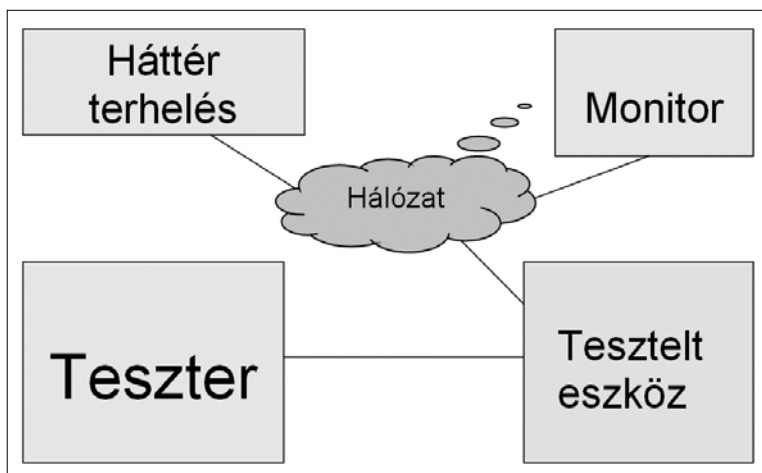 Háttér
terhelés
Monitor
Hálózat
Teszter
Tesztelt
eszköz